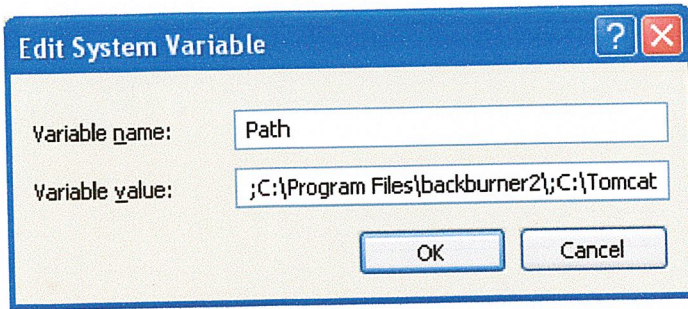 Edit System Variable
Variable name:
Path
Variable value:
;C:\Program Files\backburner2\;C:\Tomcat
OK
Cancel